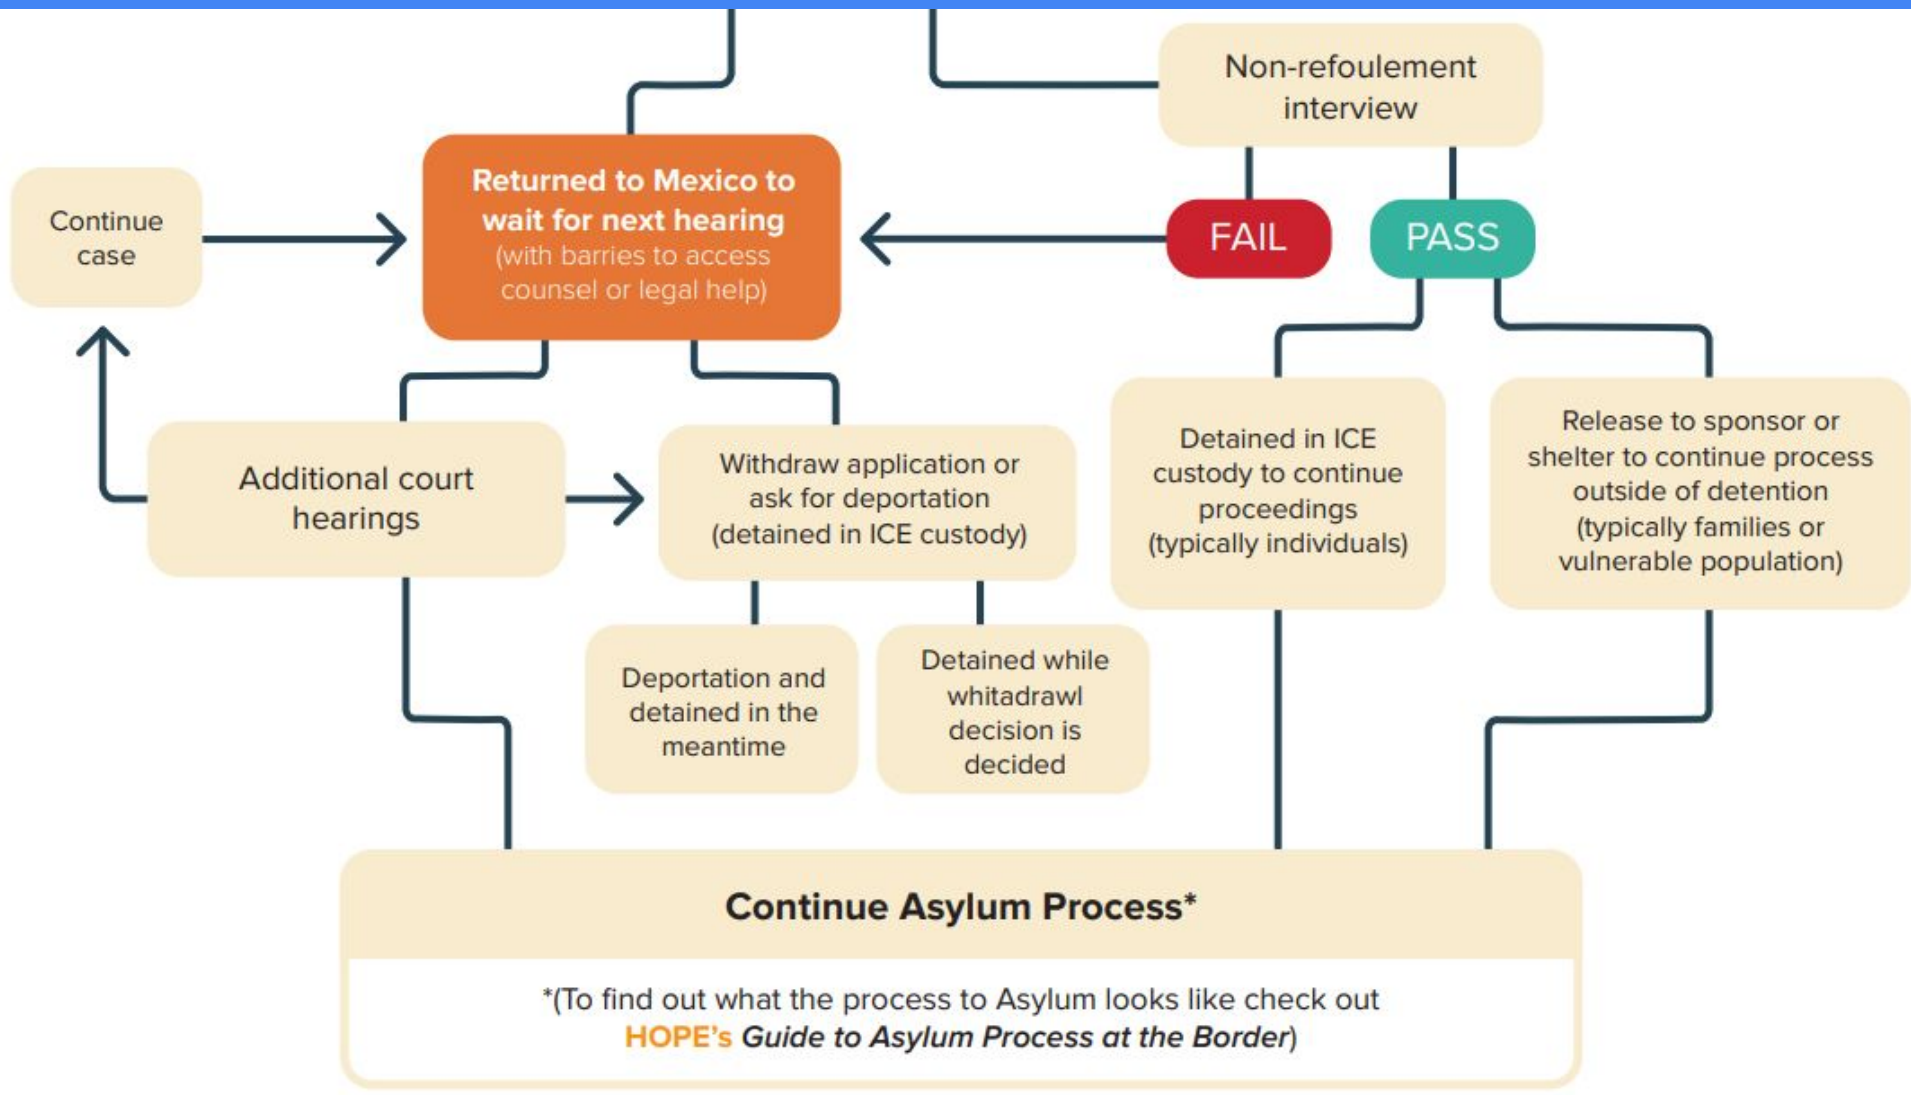 Non-refoulement
interview
Returned to Mexico to
wait for next hearing
(with barries to access
counsel or legal help)
Continue
case
FAIL
PASS
Additional court
hearings
Withdraw application or
ask for deportation
(detained in ICE custody)
Detained in ICE
custody to continue
proceedings
(typically individuals)
Release to sponsor or
shelter to continue process
outside of detention
(typically families or
vulnerable population)
Deportation and
detained in the
meantime
Detained while
whitadrawl
decision is
decided
Continue Asylum Process*
*(To find out what the process to Asylum looks like check out
HOPE's Guide to Asylum Process at the Border)